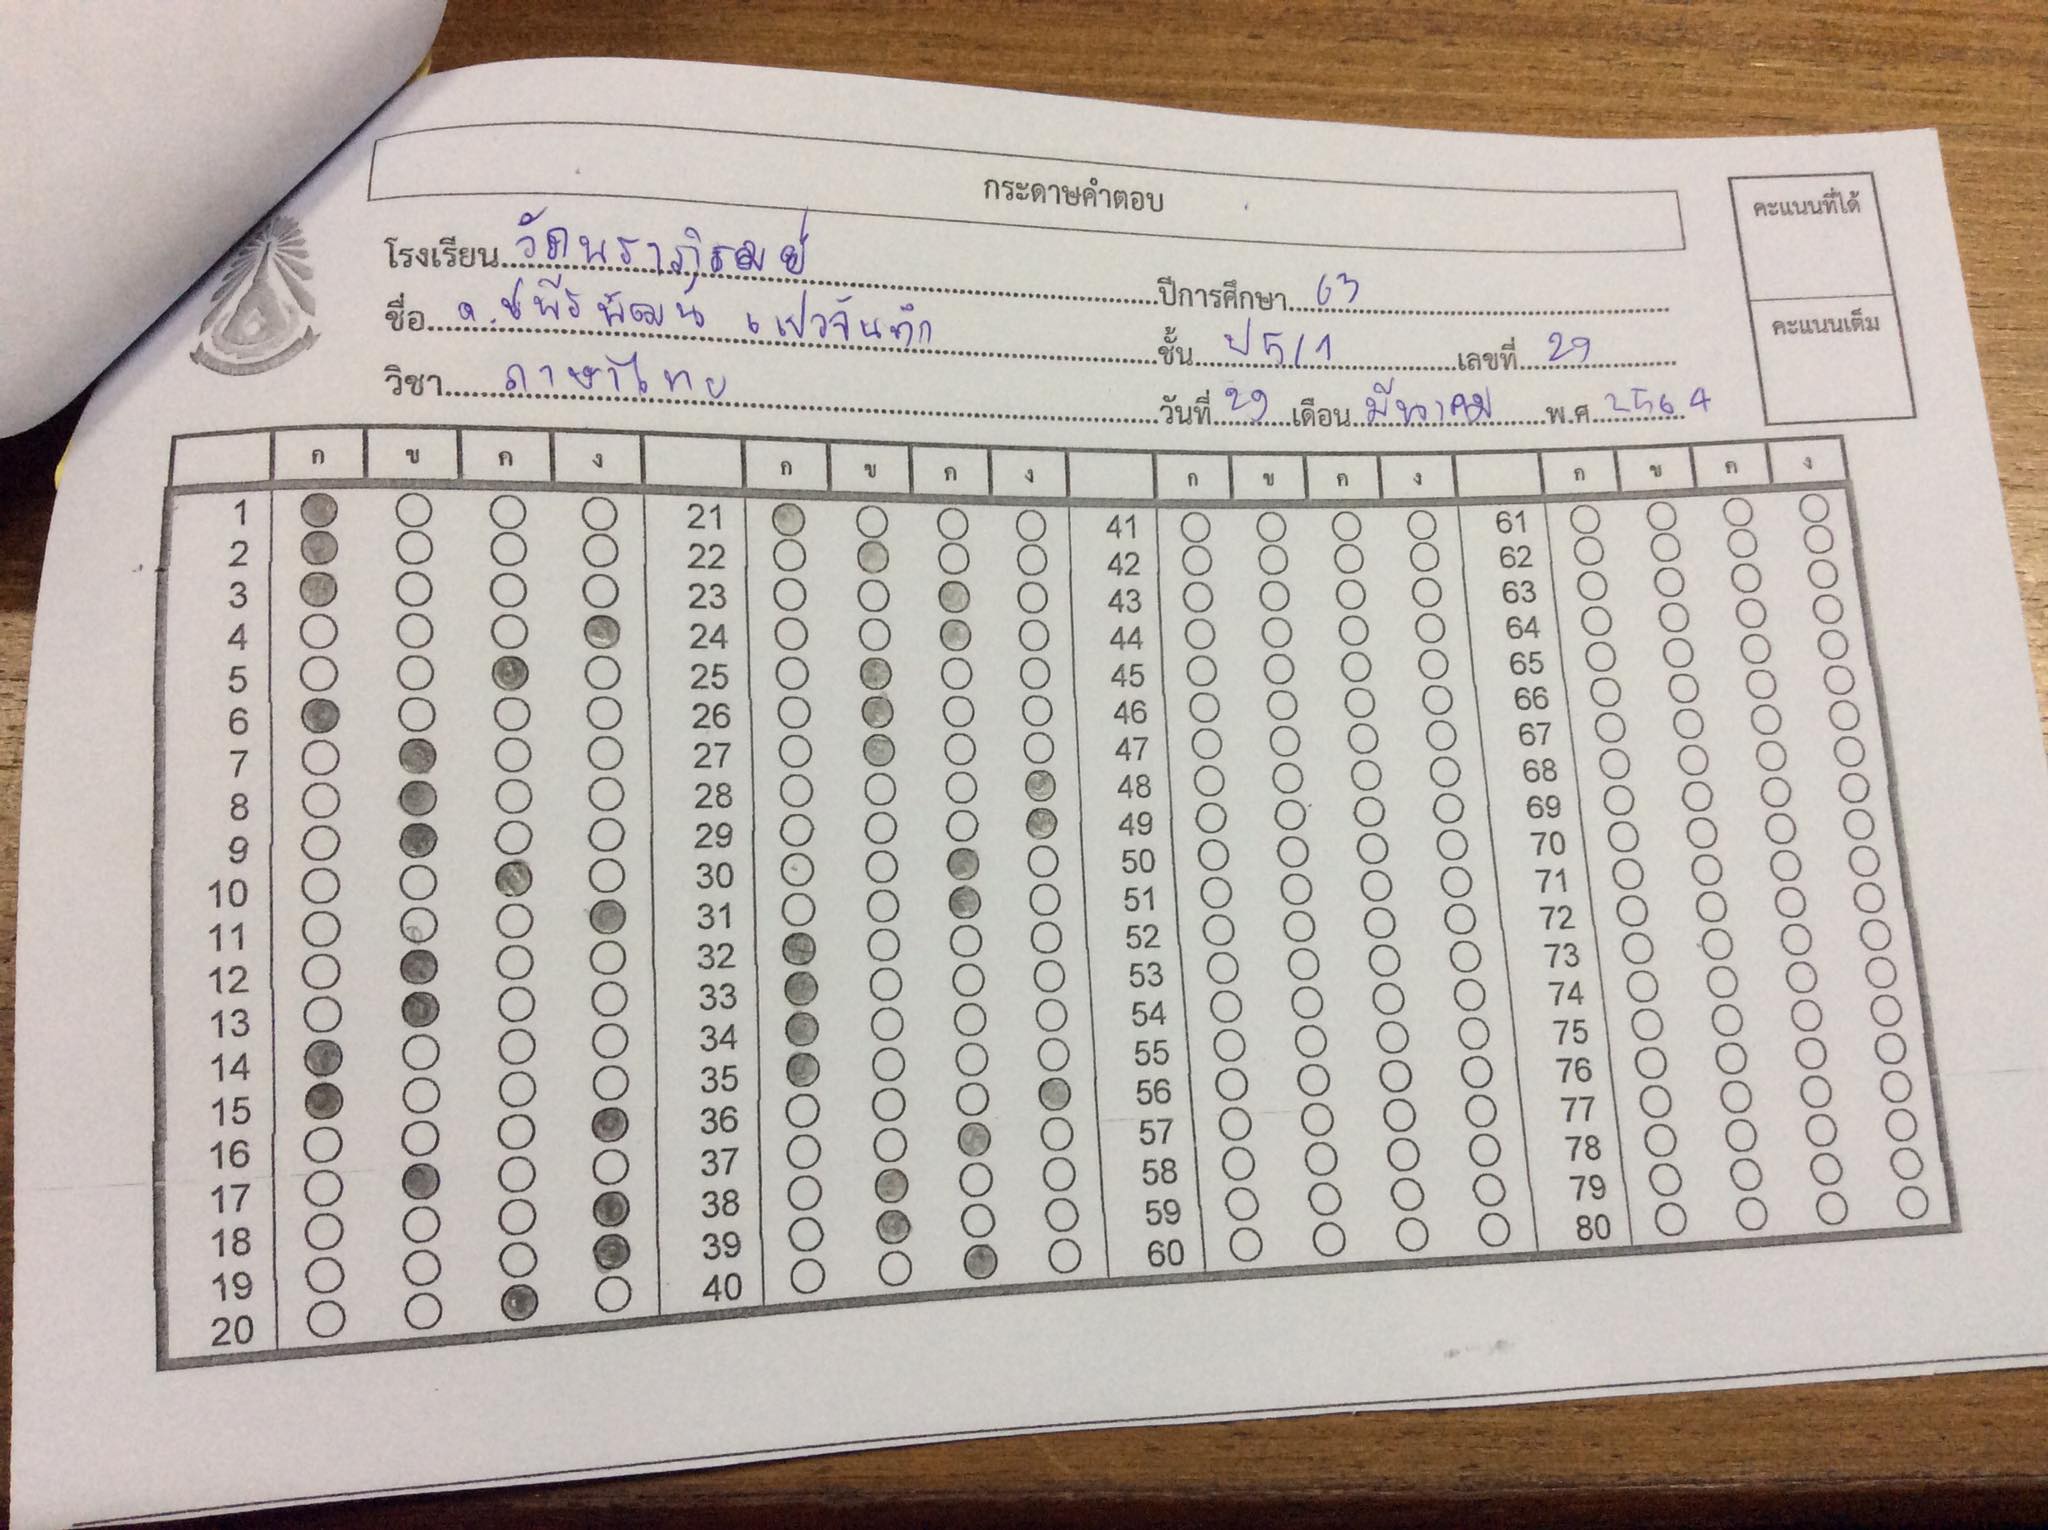 กระดาษคำตอบ
คะแนนที่ได้
คะแนนเต็ม
โรงเรียน วัดนราภิรมย์ ปีการศึกษา 63
ชื่อ ด.ช พีรพัฒน์ แปวจันทึก ชั้น ป5/1 เลขที่ 29
วิชา ภาษาไทย วันที่ 29 เดือน มีนาคม พ.ศ. 2564
ก ข ค ง ก ข ค ง ก ข ค ง ก ข ค ง
1 21 41 61
2 22 42 62
3 23 43 63
4 24 44 64
5 25 45 65
6 26 46 66
7 27 47 67
8 28 48 68
9 29 49 69
10 30 50 70
11 31 51 71
12 32 52 72
13 33 53 73
14 34 54 74
15 35 55 75
16 36 56 76
17 37 57 77
18 38 58 78
19 39 59 79
20 40 60 80